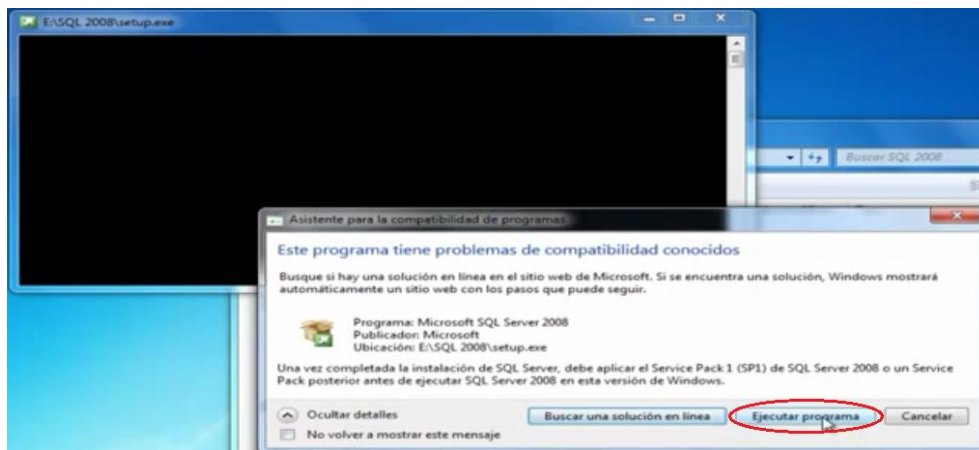 E:\SQL 2008\setup.exe
Buscar SQL 2008
Asistente para la compatibilidad de programas
Este programa tiene problemas de compatibilidad conocidos
Busque si hay una solución en línea en el sitio web de Microsoft. Si se encuentra una solución, Windows mostrará
automáticamente un sitio web con los pasos que puede seguir.
Programa: Microsoft SQL Server 2008
Publicador: Microsoft
Ubicación: E:\SQL 2008\setup.exe
Una vez completada la instalación de SQL Server, debe aplicar el Service Pack 1 (SP1) de SQL Server 2008 o un Service
Pack posterior antes de ejecutar SQL Server 2008 en esta versión de Windows.
Ocultar detalles
Buscar una solución en línea
Ejecutar programa
Cancelar
No volver a mostrar este mensaje